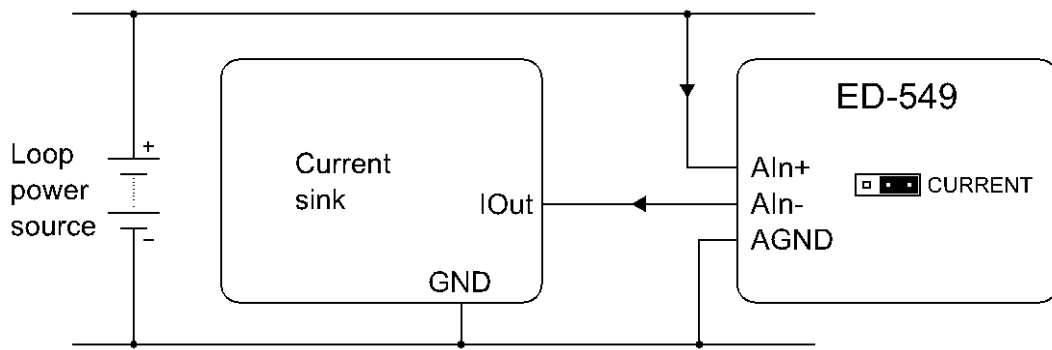 Loop
power
source
+
−
Current
sink
IOut
GND
ED-549
AIn+
AIn-
AGND
CURRENT